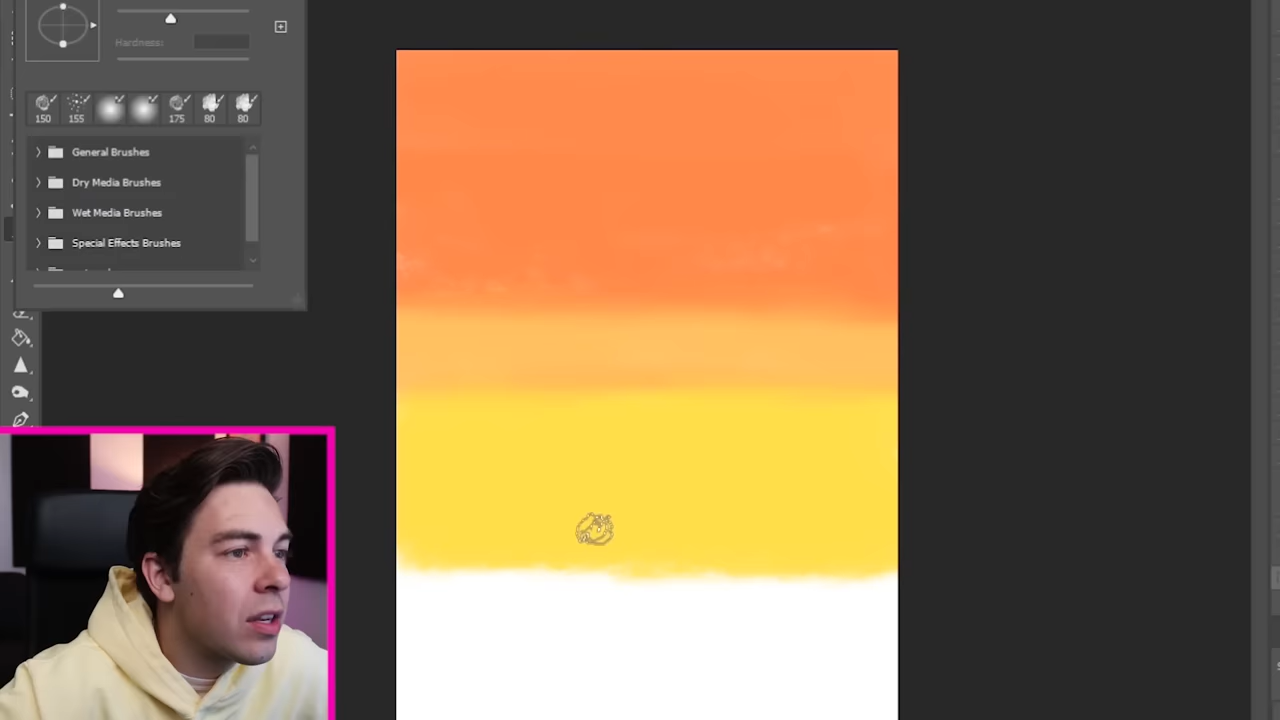 Hardness:
150 155 175 80 80
General Brushes
Dry Media Brushes
Wet Media Brushes
Special Effects Brushes